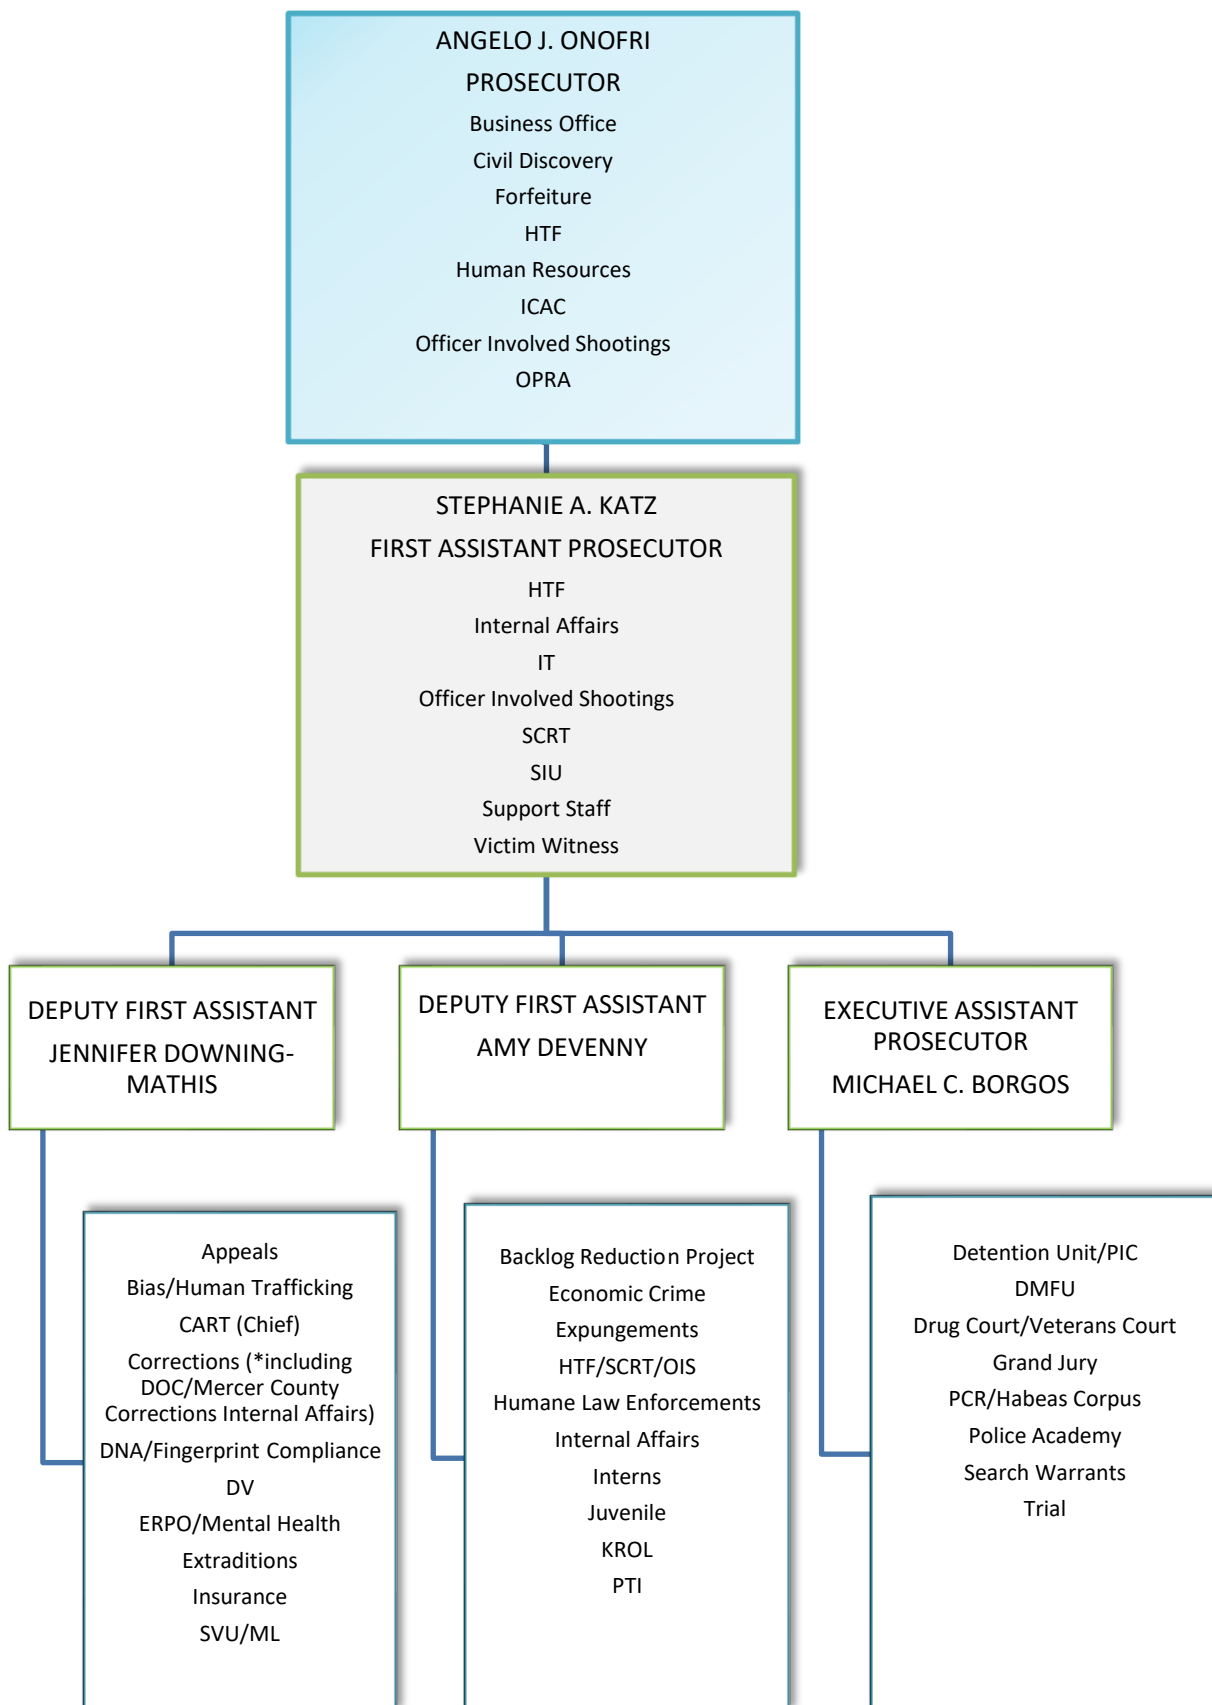 ANGELO J. ONOFRI
PROSECUTOR
Business Office
Civil Discovery
Forfeiture
HTF
Human Resources
ICAC
Officer Involved Shootings
OPRA
STEPHANIE A. KATZ
FIRST ASSISTANT PROSECUTOR
HTF
Internal Affairs
IT
Officer Involved Shootings
SCRT
SIU
Support Staff
Victim Witness
DEPUTY FIRST ASSISTANT
JENNIFER DOWNING-
MATHIS
DEPUTY FIRST ASSISTANT
AMY DEVENNY
EXECUTIVE ASSISTANT
PROSECUTOR
MICHAEL C. BORGOS
Appeals
Bias/Human Trafficking
CART (Chief)
Corrections (*including
DOC/Mercer County
Corrections Internal Affairs)
DNA/Fingerprint Compliance
DV
ERPO/Mental Health
Extraditions
Insurance
SVU/ML
Backlog Reduction Project
Economic Crime
Expungements
HTF/SCRT/OIS
Humane Law Enforcements
Internal Affairs
Interns
Juvenile
KROL
PTI
Detention Unit/PIC
DMFU
Drug Court/Veterans Court
Grand Jury
PCR/Habeas Corpus
Police Academy
Search Warrants
Trial